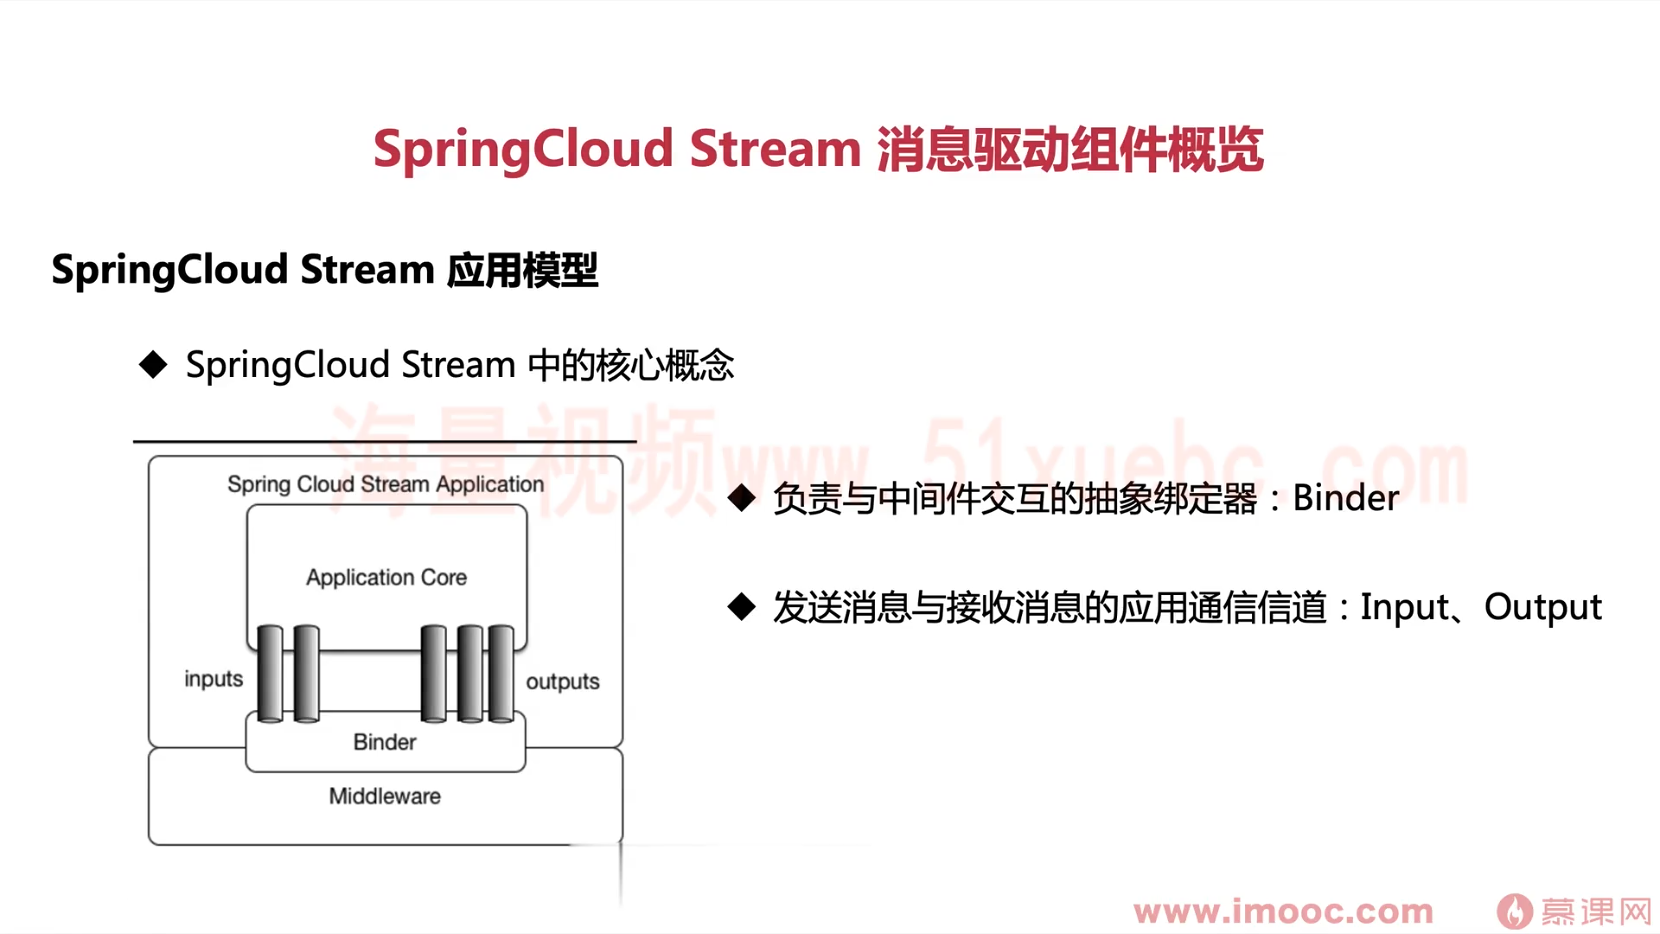 SpringCloud Stream 消息驱动组件概览
SpringCloud Stream 应用模型
◆ SpringCloud Stream 中的核心概念
海量视频www.51xuebc.com
Spring Cloud Stream Application
Application Core
inputs
outputs
Binder
Middleware
◆ 负责与中间件交互的抽象绑定器：Binder
◆ 发送消息与接收消息的应用通信信道：Input、Output
www.imooc.com
慕课网